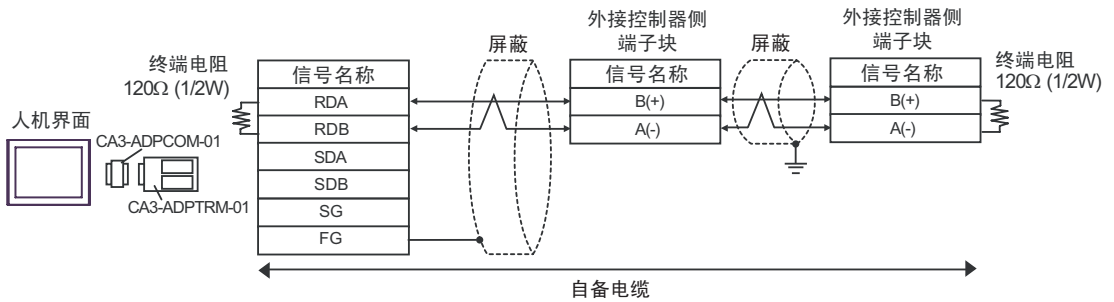 人机界面
CA3-ADPCOM-01
CA3-ADPTRM-01
终端电阻
120Ω (1/2W)
信号名称
RDA
RDB
SDA
SDB
SG
FG
屏蔽
外接控制器侧
端子块
信号名称
B(+)
A(-)
屏蔽
外接控制器侧
端子块
信号名称
B(+)
A(-)
终端电阻
120Ω (1/2W)
自备电缆